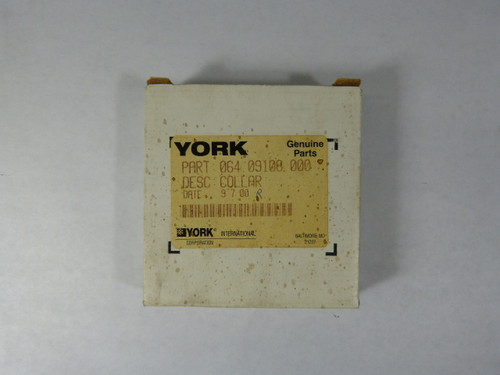 YORK
Genuine
Parts
PART 064 09108 000
DESC COLLAR
DATE 9 7 00 R
YORK INTERNATIONAL
CORPORATION